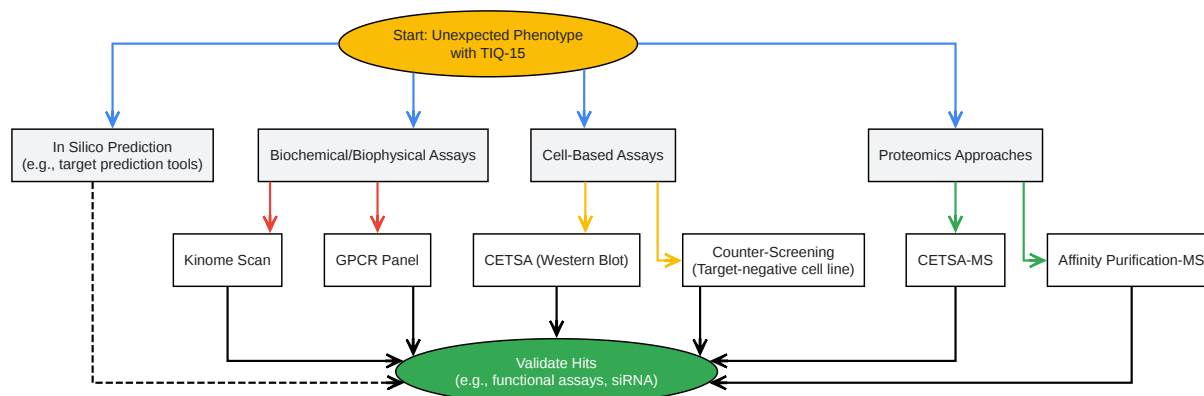 Start: Unexpected Phenotype
with TIQ-15
In Silico Prediction
(e.g., target prediction tools)
Biochemical/Biophysical Assays
Cell-Based Assays
Proteomics Approaches
Kinome Scan
GPCR Panel
CETSA (Western Blot)
Counter-Screening
(Target-negative cell line)
CETSA-MS
Affinity Purification-MS
Validate Hits
(e.g., functional assays, siRNA)